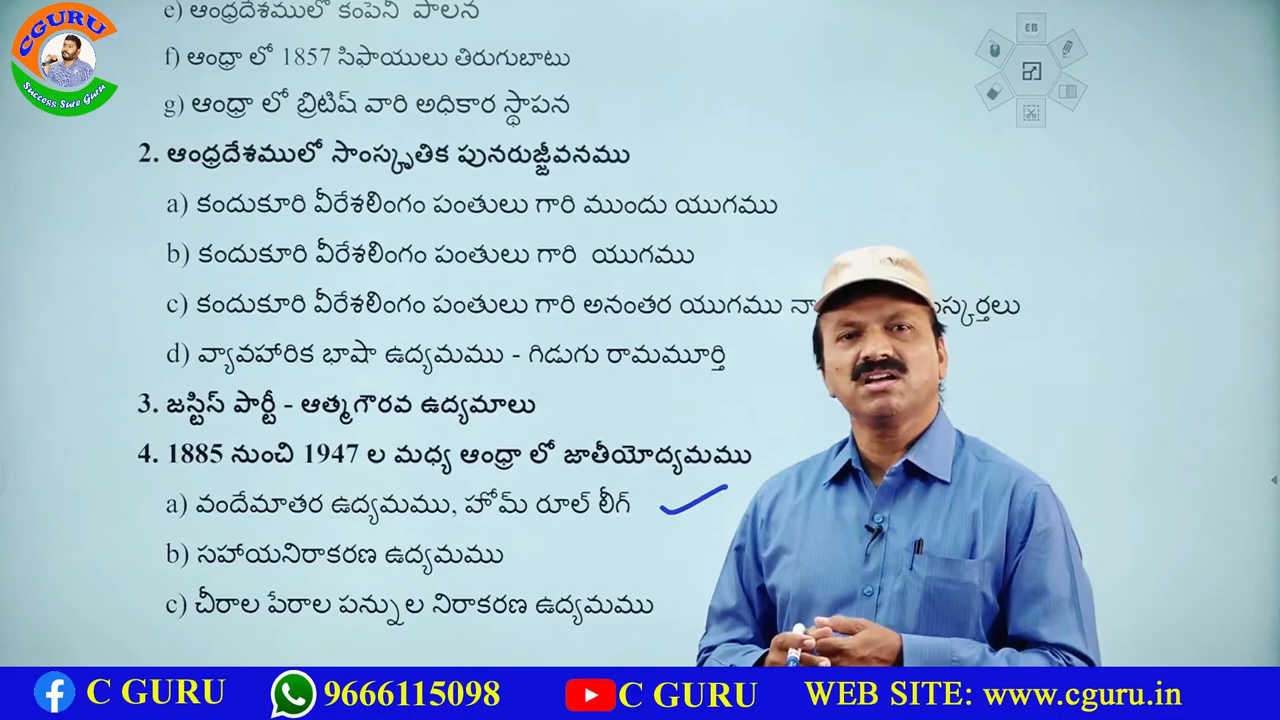 CGURU
Success Sure Guru
e) ఆంధ్రదేశములో కంపెనీ పాలన
f) ఆంధ్రా లో 1857 సిపాయిలు తిరుగుబాటు
g) ఆంధ్రా లో బ్రిటిష్ వారి అధికార స్థాపన
2. ఆంధ్రదేశములో సాంస్కృతిక పునరుజ్జీవనము
a) కందుకూరి వీరేశలింగం పంతులు గారి ముందు యుగము
b) కందుకూరి వీరేశలింగం పంతులు గారి యుగము
c) కందుకూరి వీరేశలింగం పంతులు గారి అనంతర యుగము
d) వ్యావహారిక భాషా ఉద్యమము - గిడుగు రామమూర్తి
3. జస్టిస్ పార్టీ - ఆత్మగౌరవ ఉద్యమాలు
4. 1885 నుంచి 1947 ల మధ్య ఆంధ్రా లో జాతీయోద్యమము
a) వందేమాతర ఉద్యమము, హోమ్ రూల్ లీగ్
b) సహాయనిరాకరణ ఉద్యమము
c) చీరాల పేరాల పన్నుల నిరాకరణ ఉద్యమము
C GURU 9666115098 C GURU WEB SITE: www.cguru.in